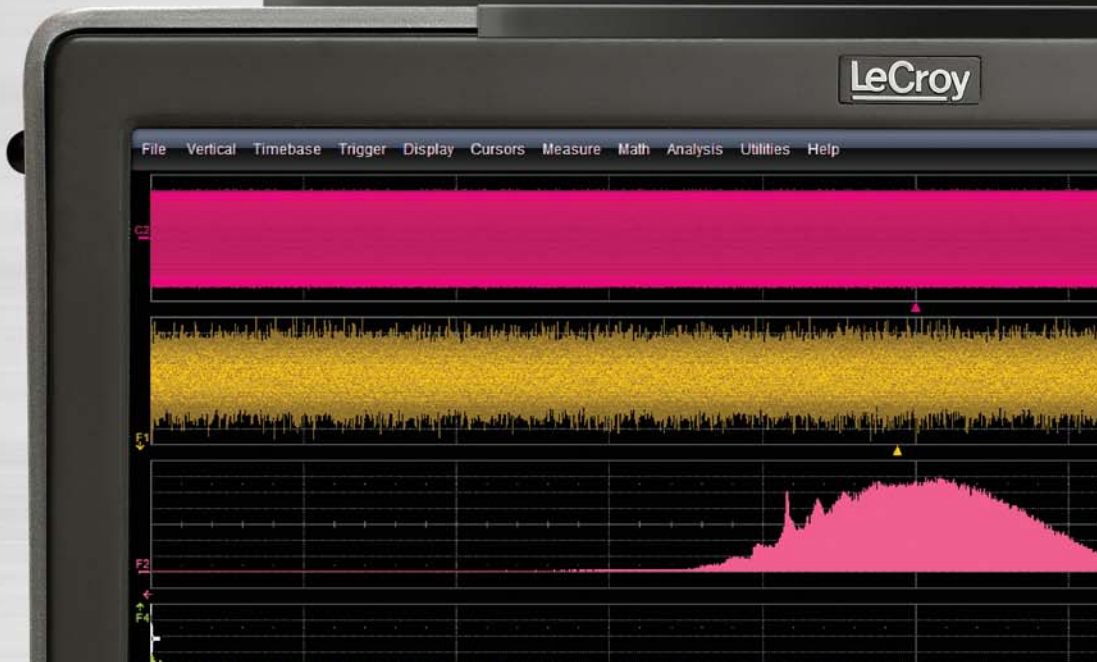 LeCroy
File Vertical Timebase Trigger Display Cursors Measure Math Analysis Utilities Help
C2
F1
F2
F4